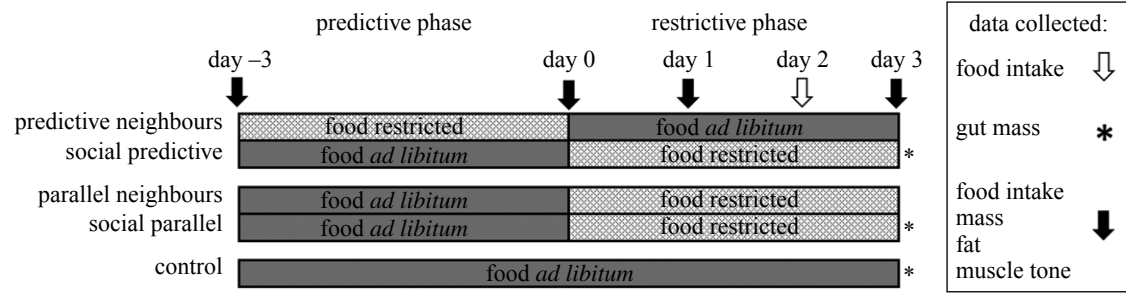 predictive phase restrictive phase
day –3 day 0 day 1 day 2 day 3
predictive neighbours food restricted food ad libitum
social predictive food ad libitum food restricted *
parallel neighbours food ad libitum food restricted
social parallel food ad libitum food restricted *
control food ad libitum *
data collected:
food intake
gut mass *
food intake
mass
fat
muscle tone